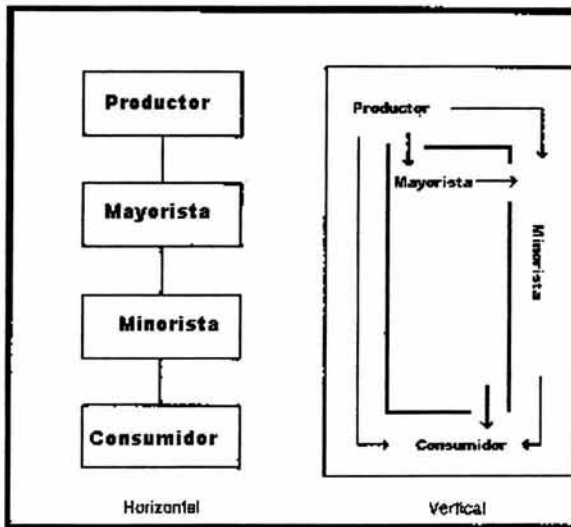 Productor
Mayorista
Minorista
Consumidor
Horizontal
Productor
Mayorista
Minorista
Consumidor
Vertical